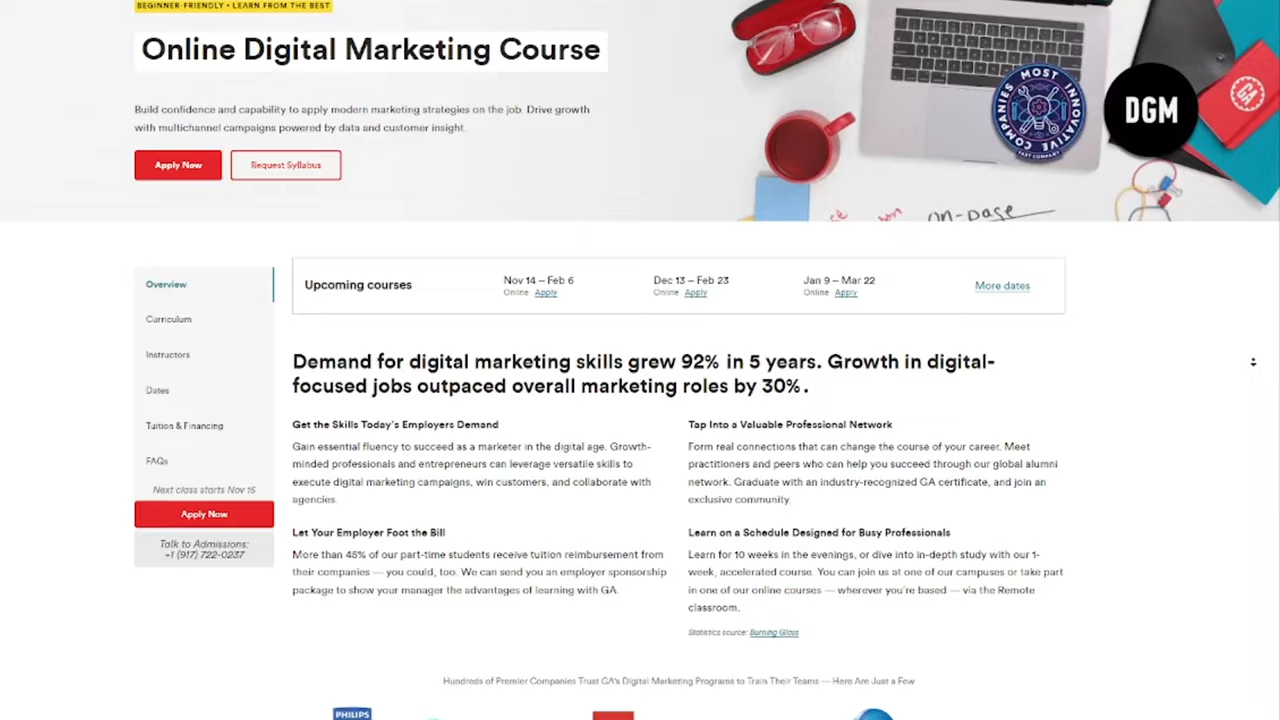 BEGINNER-FRIENDLY • LEARN FROM THE BEST
Online Digital Marketing Course
Build confidence and capability to apply modern marketing strategies on the job. Drive growth
with multichannel campaigns powered by data and customer insight.
Apply Now
Request Syllabus
MOST INNOVATIVE COMPANIES
FAST COMPANY
DGM
GA
on-page
Overview
Curriculum
Instructors
Dates
Tuition & Financing
FAQs
Next class starts Nov 15
Apply Now
Talk to Admissions:
+1 (917) 722-0237
Upcoming courses
Nov 14 – Feb 6
Online Apply
Dec 13 – Feb 23
Online Apply
Jan 9 – Mar 22
Online Apply
More dates
Demand for digital marketing skills grew 92% in 5 years. Growth in digital-
focused jobs outpaced overall marketing roles by 30%.
Get the Skills Today's Employers Demand
Gain essential fluency to succeed as a marketer in the digital age. Growth-
minded professionals and entrepreneurs can leverage versatile skills to
execute digital marketing campaigns, win customers, and collaborate with
agencies.
Let Your Employer Foot the Bill
More than 45% of our part-time students receive tuition reimbursement from
their companies — you could, too. We can send you an employer sponsorship
package to show your manager the advantages of learning with GA.
Tap Into a Valuable Professional Network
Form real connections that can change the course of your career. Meet
practitioners and peers who can help you succeed through our global alumni
network. Graduate with an industry-recognized GA certificate, and join an
exclusive community.
Learn on a Schedule Designed for Busy Professionals
Learn for 10 weeks in the evenings, or dive into in-depth study with our 1-
week, accelerated course. You can join us at one of our campuses or take part
in one of our online courses — wherever you're based — via the Remote
classroom.
Statistics source: Burning Glass
Hundreds of Premier Companies Trust GA's Digital Marketing Programs to Train Their Teams — Here Are Just a Few
PHILIPS